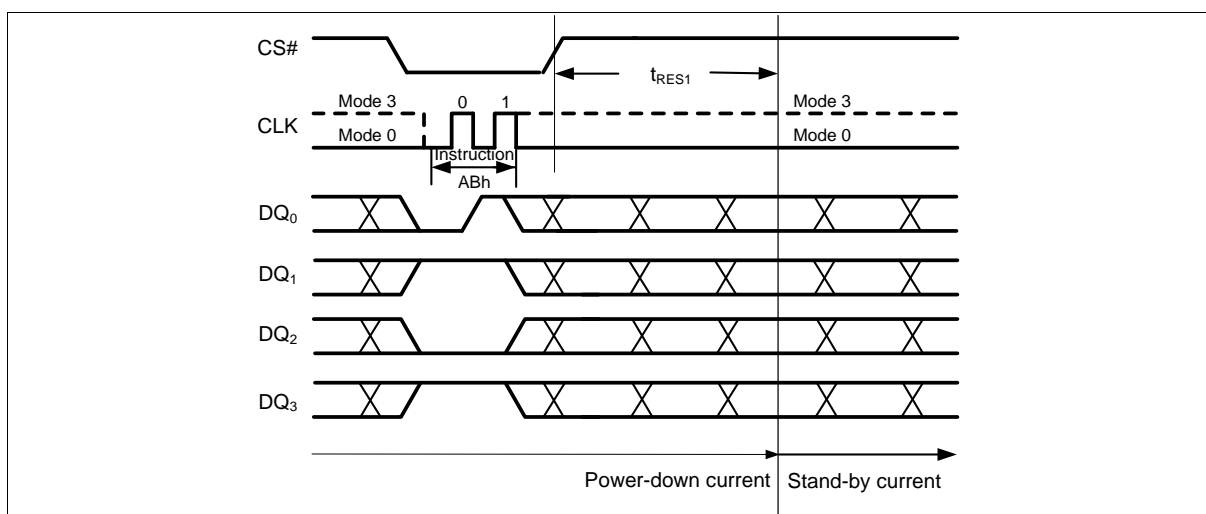 CS#
tRES1
Mode 3 0 1 Mode 3
CLK
Mode 0 Mode 0
Instruction
ABh
DQ0
DQ1
DQ2
DQ3
Power-down current Stand-by current